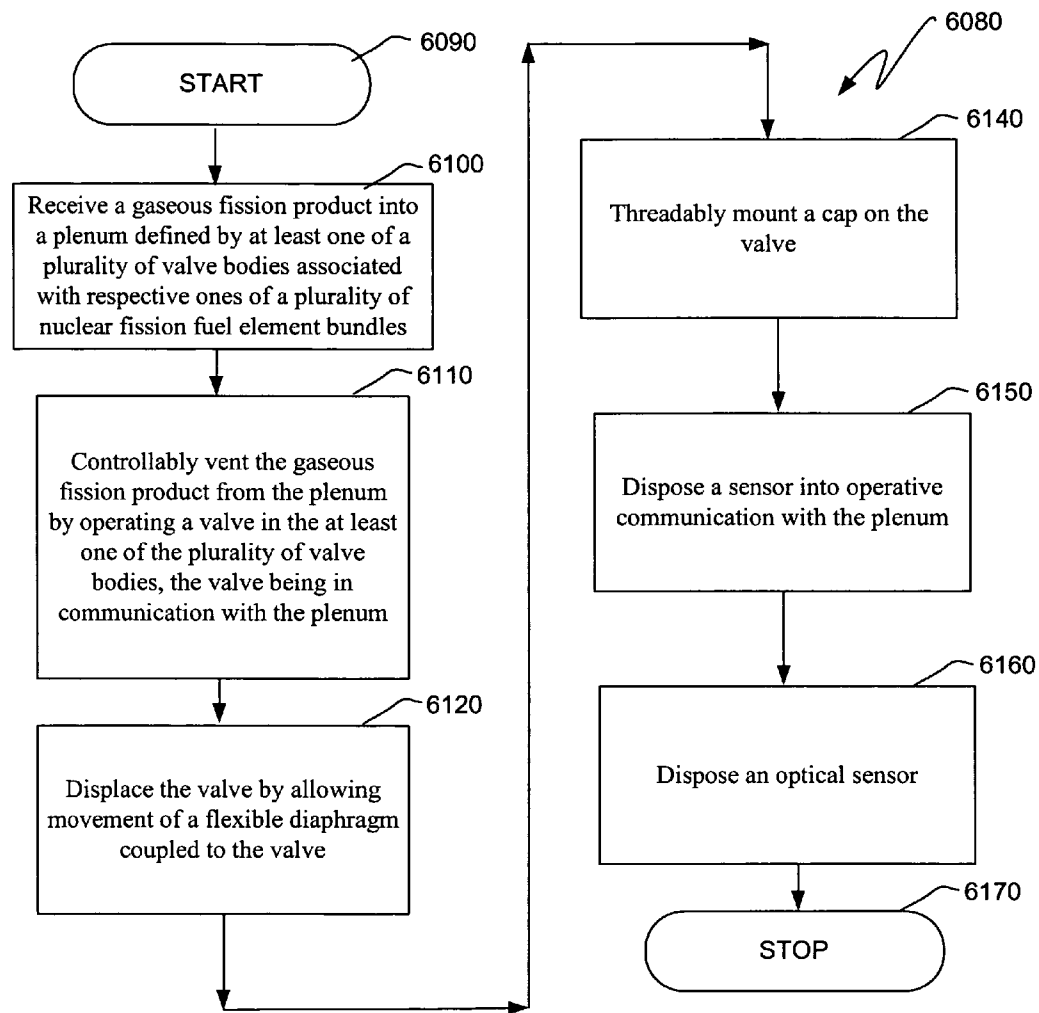 6090
START
6100
Receive a gaseous fission product into
a plenum defined by at least one of a
plurality of valve bodies associated
with respective ones of a plurality of
nuclear fission fuel element bundles
6110
Controllably vent the gaseous
fission product from the plenum
by operating a valve in the at least
one of the plurality of valve
bodies, the valve being in
communication with the plenum
6120
Displace the valve by allowing
movement of a flexible diaphragm
coupled to the valve
6080
6140
Threadably mount a cap on the
valve
6150
Dispose a sensor into operative
communication with the plenum
6160
Dispose an optical sensor
6170
STOP